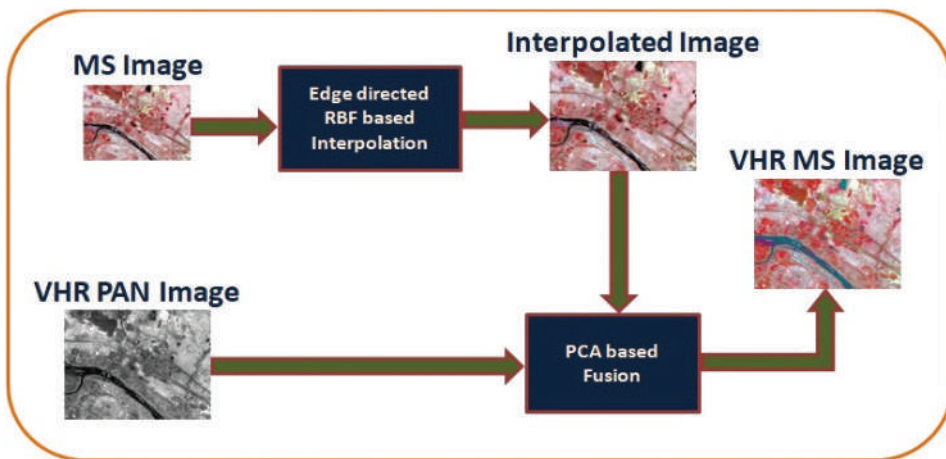 MS Image
Edge directed
RBF based
Interpolation
Interpolated Image
VHR MS Image
VHR PAN Image
PCA based
Fusion